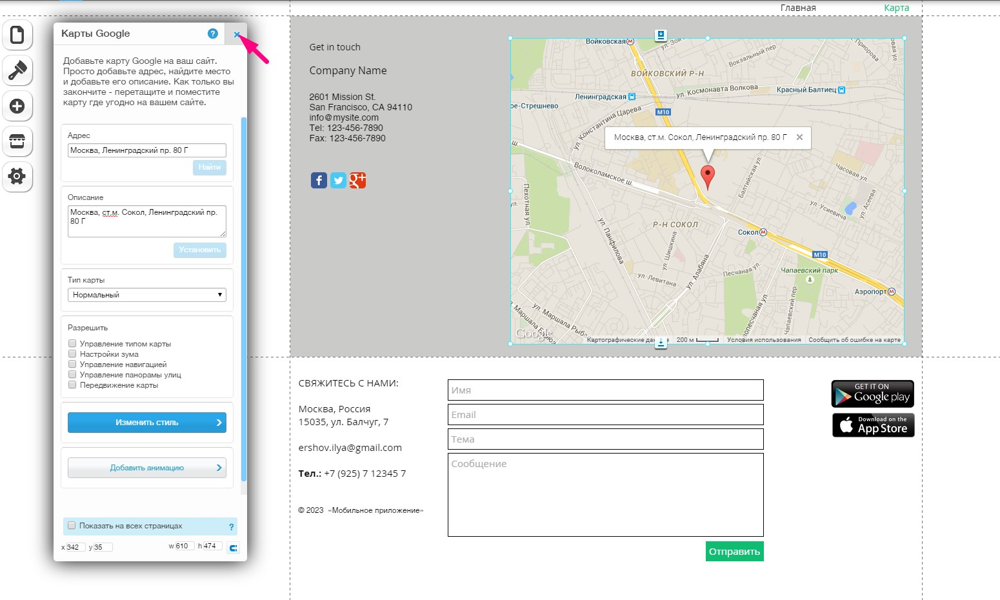 Главная
Карта
Карты Google
?
Добавьте карту Google на ваш сайт.
Просто добавьте адрес, найдите место
и добавьте его описание. Как только вы
закончите - перетащите и поместите
карту где угодно на вашем сайте.
Адрес
Москва, Ленинградский пр. 80 Г
Найти
Описание
Москва, ст.м. Сокол, Ленинградский пр.
80 Г
Установить
Тип карты
Нормальный
Разрешить
Управление типом карты
Настройки зума
Управление навигацией
Управление панорамы улиц
Передвижение карты
Изменить стиль
Добавить анимацию
Показать на всех страницах ?
x 342 y 35 w 610 h 474
Get in touch
Company Name
2601 Mission St.
San Francisco, CA 94110
info@mysite.com
Tel: 123-456-7890
Fax: 123-456-7890
f
g+
Войковская М
ул. Зой
Вокзальный пер.
Приорова
ВОЙКОВСКИЙ Р-Н
ул. Космонавта Волкова
Красный Балтиец
Ленинградская
ое-Стрешнево
М10
ул. Константина Царева
Москва, ст.м. Сокол, Ленинградский пр. 80 Г
ш.
Волоколамское ш.
Балтийская ул.
Часовая ул.
Пехотная ул.
ул. Усиевича
ул. Асеева
ул. Панфилова
Р-Н СОКОЛ
Сокол М
ул. Шишкина
М10
ул. Алабяна
Песчаная ул.
Чапаевский парк
ул. Левитана
Аэропорт М
Чапаевский пер.
вопесчаная ул.
ул. Маршала Рыба
Маршала
Google
Картографические да е
200 м
Условия использования
Сообщить об ошибке на карте
СВЯЖИТЕСЬ С НАМИ:
Москва, Россия
15035, ул. Балчуг, 7
ershov.ilya@gmail.com
Тел.: +7 (925) 7 12345 7
© 2023 «Мобильное приложение»
Имя
Email
Тема
Сообщение
Отправить
GET IT ON
Google play
Download on the
App Store